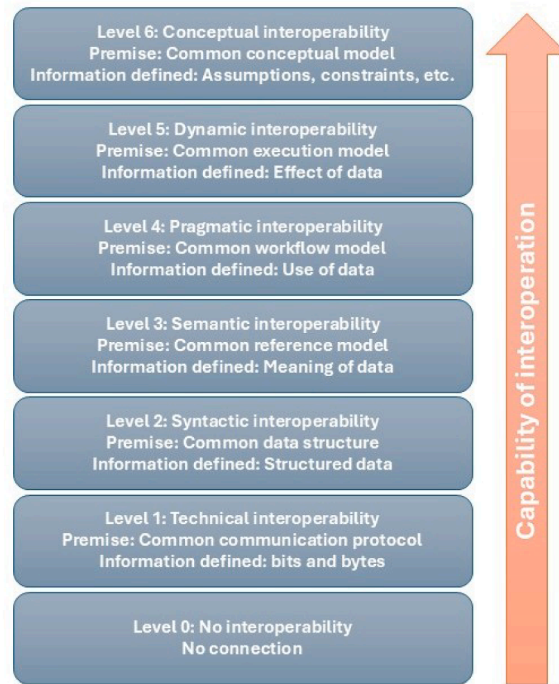 Level 6: Conceptual interoperability
Premise: Common conceptual model
Information defined: Assumptions, constraints, etc.
Level 5: Dynamic interoperability
Premise: Common execution model
Information defined: Effect of data
Level 4: Pragmatic interoperability
Premise: Common workflow model
Information defined: Use of data
Level 3: Semantic interoperability
Premise: Common reference model
Information defined: Meaning of data
Level 2: Syntactic interoperability
Premise: Common data structure
Information defined: Structured data
Level 1: Technical interoperability
Premise: Common communication protocol
Information defined: bits and bytes
Level 0: No interoperability
No connection
Capability of interoperation